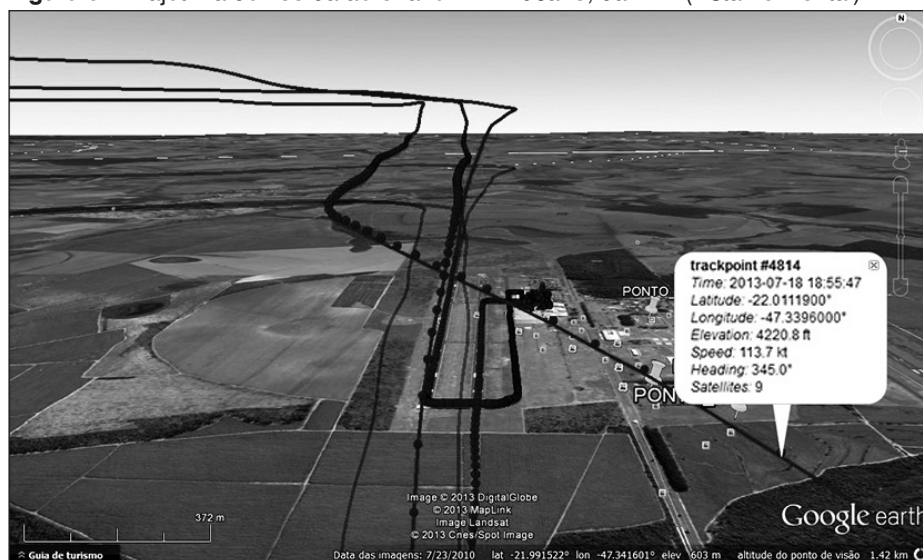 N
trackpoint #4814
Time: 2013-07-18 18:55:47
Latitude: -22.0111900°
Longitude: -47.3396000°
Elevation: 4220.8 ft
Speed: 113.7 kt
Heading: 345.0°
Satellites: 9
PONTO
Image © 2013 DigitalGlobe
© 2013 MapLink
Image Landsat
© 2013 Cnes/Spot Image
Google earth
372 m
Guia de turismo
Data das imagens: 7/23/2010 lat -21.991522° lon -47.341601° elev 603 m altitude do ponto de visão 1.42 km